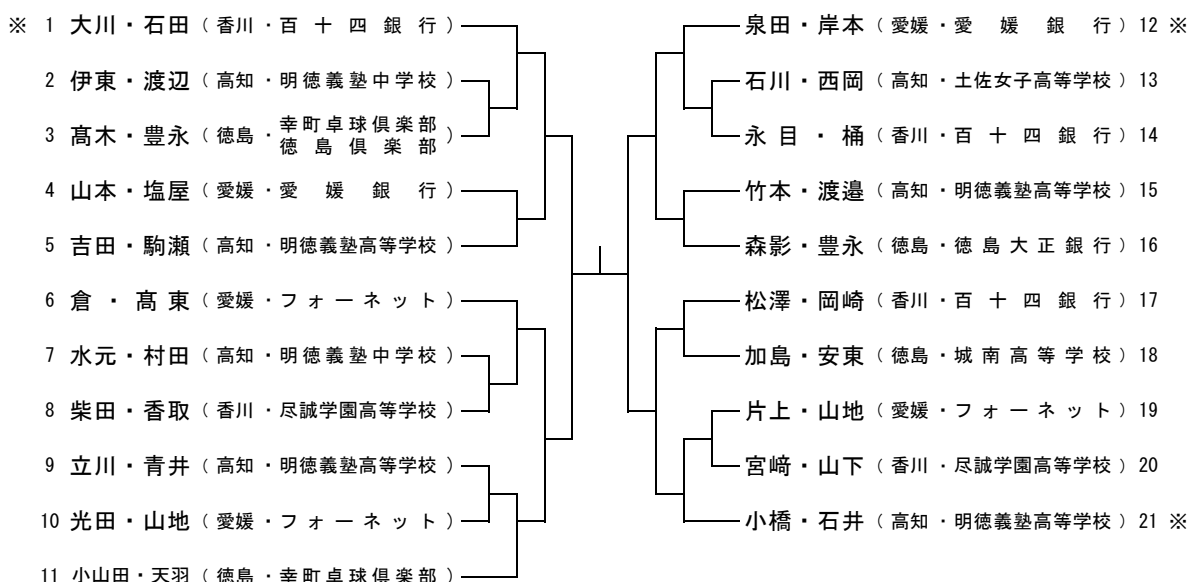 ※ 1 大川・石田（香川・百十四銀行）
2 伊東・渡辺（高知・明徳義塾中学校）
3 髙木・豊永（徳島・幸町卓球倶楽部 徳島倶楽部）
4 山本・塩屋（愛媛・愛媛銀行）
5 吉田・駒瀬（高知・明徳義塾高等学校）
6 倉・髙東（愛媛・フォーネット）
7 水元・村田（高知・明徳義塾中学校）
8 柴田・香取（香川・尽誠学園高等学校）
9 立川・青井（高知・明徳義塾高等学校）
10 光田・山地（愛媛・フォーネット）
11 小山田・天羽（徳島・幸町卓球倶楽部）
泉田・岸本（愛媛・愛媛銀行）12 ※
石川・西岡（高知・土佐女子高等学校）13
永目・桶（香川・百十四銀行）14
竹本・渡邉（高知・明徳義塾高等学校）15
森影・豊永（徳島・徳島大正銀行）16
松澤・岡崎（香川・百十四銀行）17
加島・安東（徳島・城南高等学校）18
片上・山地（愛媛・フォーネット）19
宮﨑・山下（香川・尽誠学園高等学校）20
小橋・石井（高知・明徳義塾高等学校）21 ※